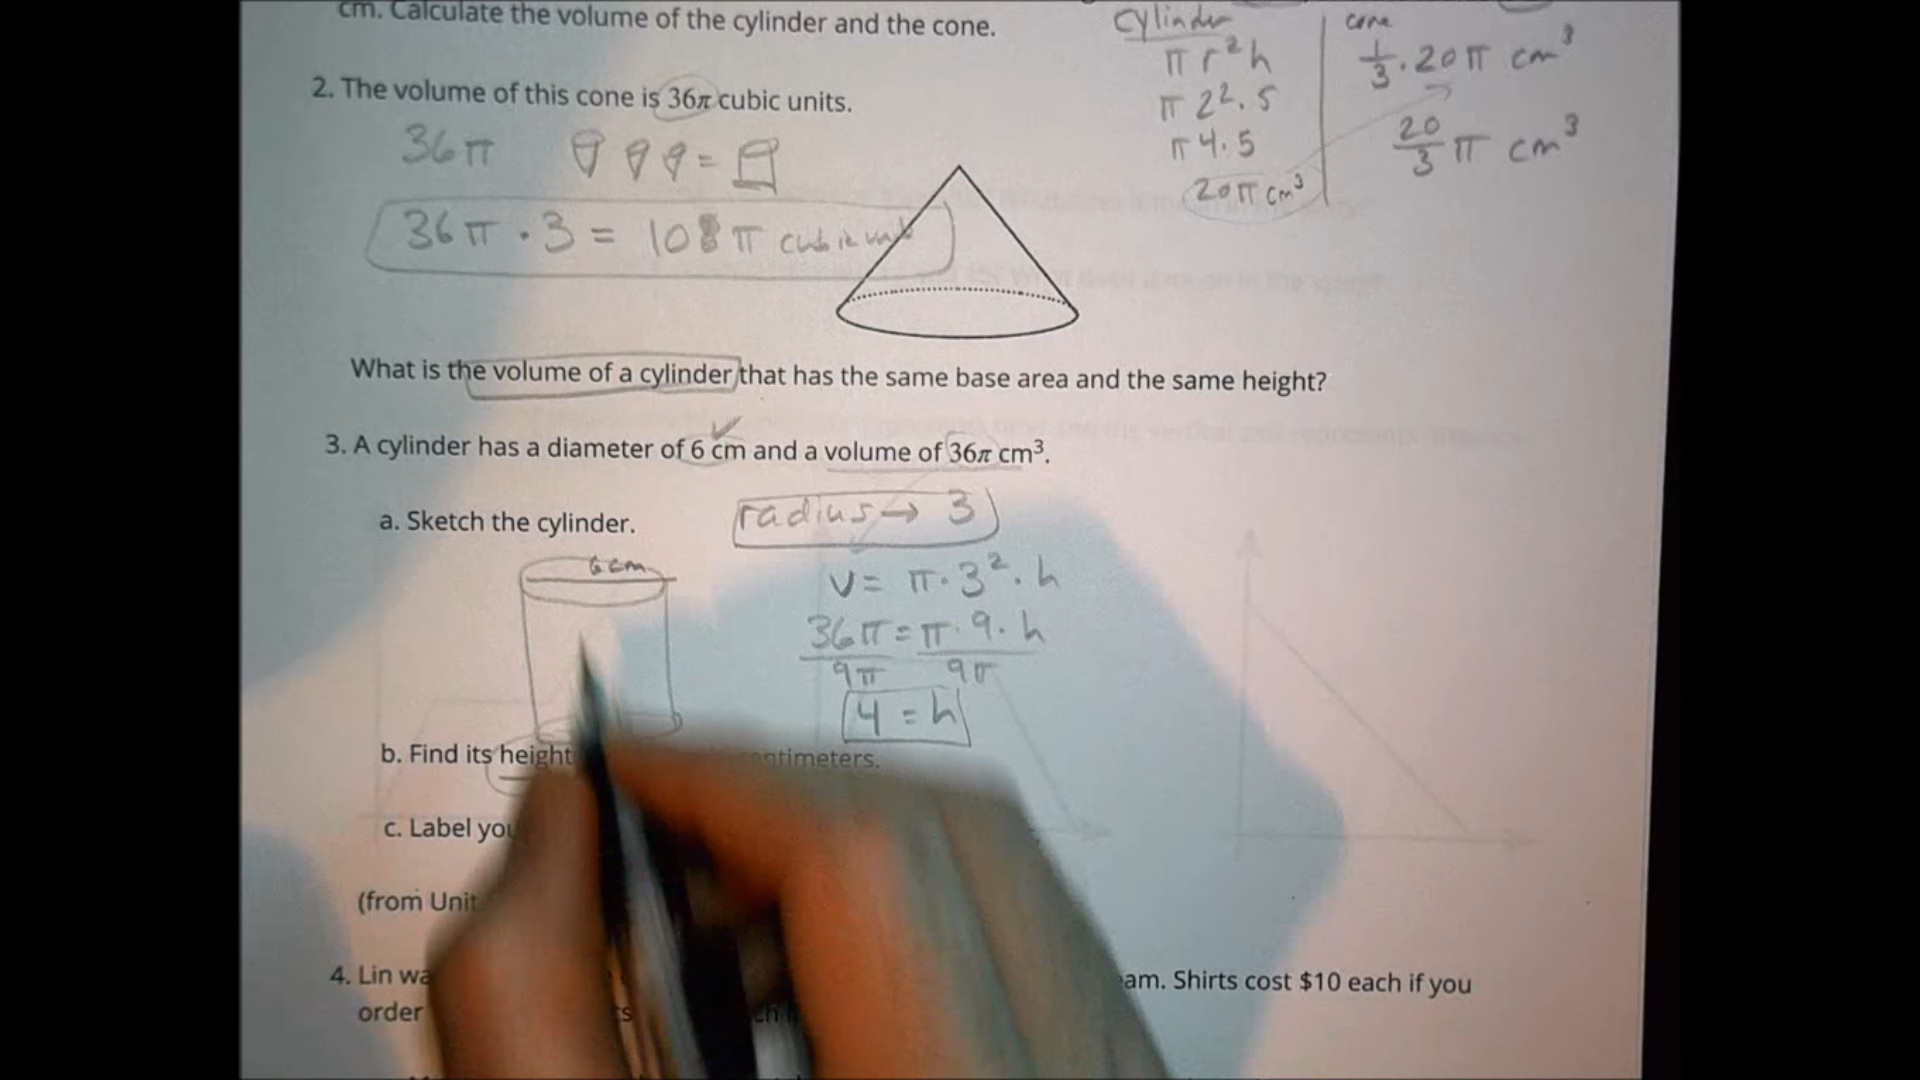 cm. Calculate the volume of the cylinder and the cone.
cylinder
πr²h
π 2².5
π 4.5
20π cm³
cone
1/3 · 20π cm³
20/3 π cm³
2. The volume of this cone is 36π cubic units.
36π =
36π · 3 = 108π cubic
What is the volume of a cylinder that has the same base area and the same height?
3. A cylinder has a diameter of 6 cm and a volume of 36π cm³.
a. Sketch the cylinder.
radius → 3
6 cm
V = π · 3² · h
36π = π · 9 · h
9π 9π
4 = h
b. Find its height
c. Label
(from Unit
4. Lin
Shirts cost $10 each if you
order